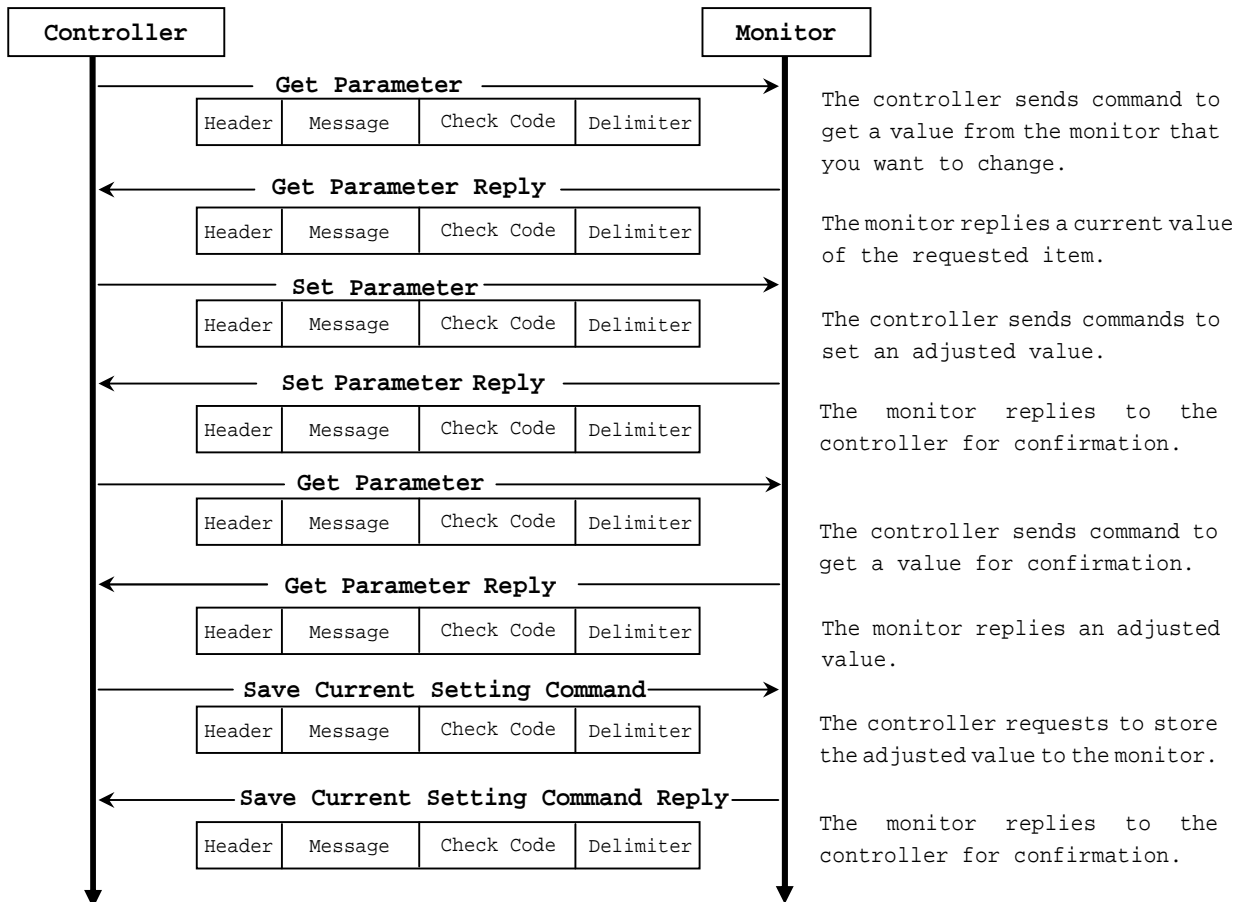 Controller
Monitor
Get Parameter
Header Message Check Code Delimiter
The controller sends command to
get a value from the monitor that
you want to change.
Get Parameter Reply
Header Message Check Code Delimiter
The monitor replies a current value
of the requested item.
Set Parameter
Header Message Check Code Delimiter
The controller sends commands to
set an adjusted value.
Set Parameter Reply
Header Message Check Code Delimiter
The monitor replies to the
controller for confirmation.
Get Parameter
Header Message Check Code Delimiter
The controller sends command to
get a value for confirmation.
Get Parameter Reply
Header Message Check Code Delimiter
The monitor replies an adjusted
value.
Save Current Setting Command
Header Message Check Code Delimiter
The controller requests to store
the adjusted value to the monitor.
Save Current Setting Command Reply
Header Message Check Code Delimiter
The monitor replies to the
controller for confirmation.